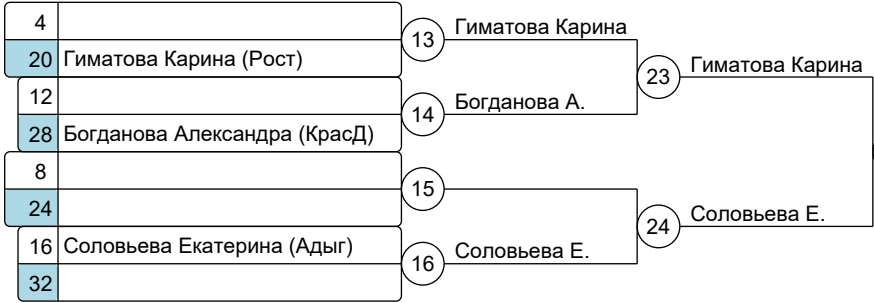 4
13
Гиматова Карина
20 Гиматова Карина (Рост)
23
Гиматова Карина
12
14
Богданова А.
28 Богданова Александра (КрасД)
8
15
24
24
Соловьева Е.
16 Соловьева Екатерина (Адыг)
16
Соловьева Е.
32